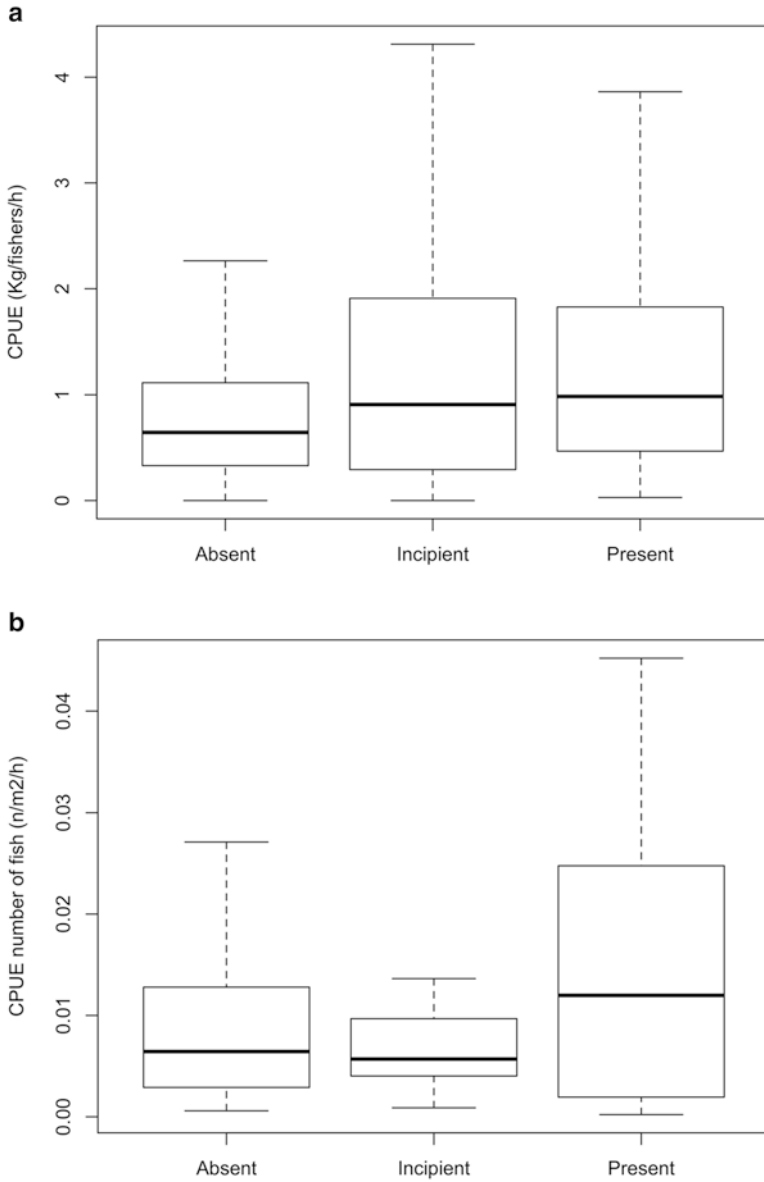 a
CPUE (Kg/fishers/h)
4
3
2
1
0
Absent Incipient Present
b
CPUE number of fish (n/m2/h)
0.04
0.03
0.02
0.01
0.00
Absent Incipient Present